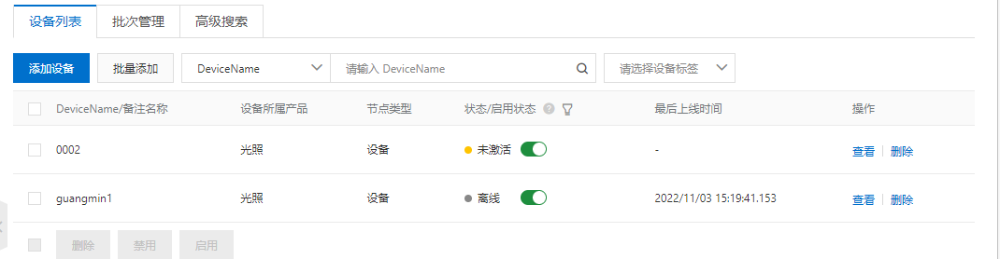 设备列表 批次管理 高级搜索
添加设备 批量添加 DeviceName 请输入 DeviceName 请选择设备标签
DeviceName/备注名称 设备所属产品 节点类型 状态/启用状态 ? 最后上线时间 操作
0002 光照 设备 未激活 - 查看 删除
guangmin1 光照 设备 离线 2022/11/03 15:19:41.153 查看 删除
删除 禁用 启用